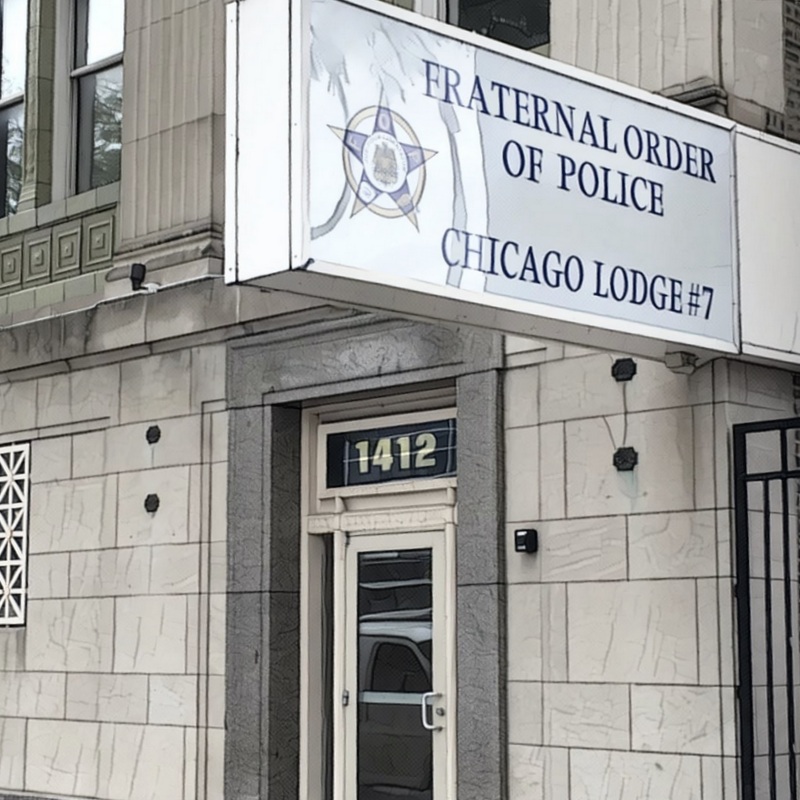 FRATERNAL ORDER
OF POLICE
CHICAGO LODGE #7
1412